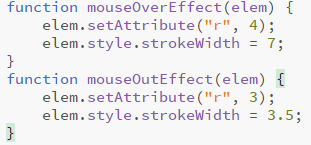 function mouseOverEffect(elem) {
    elem.setAttribute("r", 4);
    elem.style.strokeWidth = 7;
}
function mouseOutEffect(elem) {
    elem.setAttribute("r", 3);
    elem.style.strokeWidth = 3.5;
}